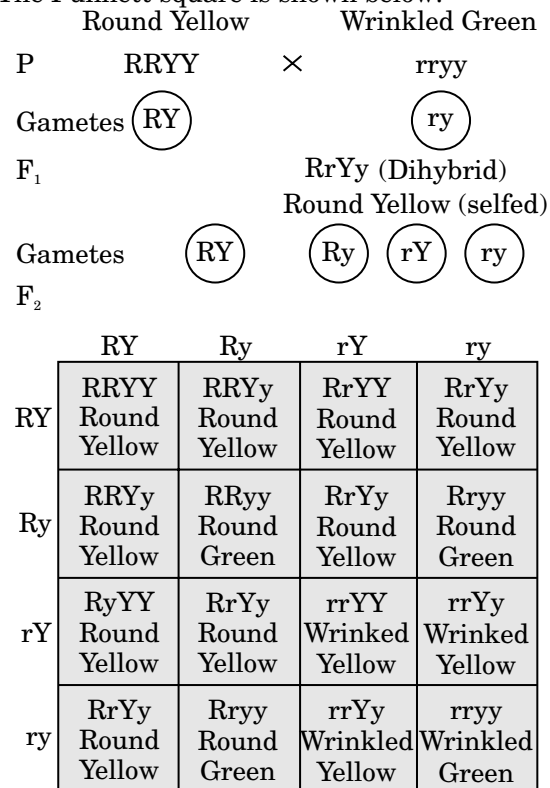 The Punnett square is shown below.
Round Yellow Wrinkled Green
P RRYY × rryy
Gametes RY ry
F₁ RrYy (Dihybrid)
Round Yellow (selfed)
Gametes RY Ry rY ry
F₂
RY Ry rY ry
RRYY RRYy RrYY RrYy
RY Round Round Round Round
Yellow Yellow Yellow Yellow
RRYy RRyy RrYy Rryy
Ry Round Round Round Round
Yellow Green Yellow Green
RyYY RrYy rrYY rrYy
rY Round Round Wrinked Wrinked
Yellow Yellow Yellow Yellow
RrYy Rryy rrYy rryy
ry Round Round Wrinkled Wrinkled
Yellow Green Yellow Green